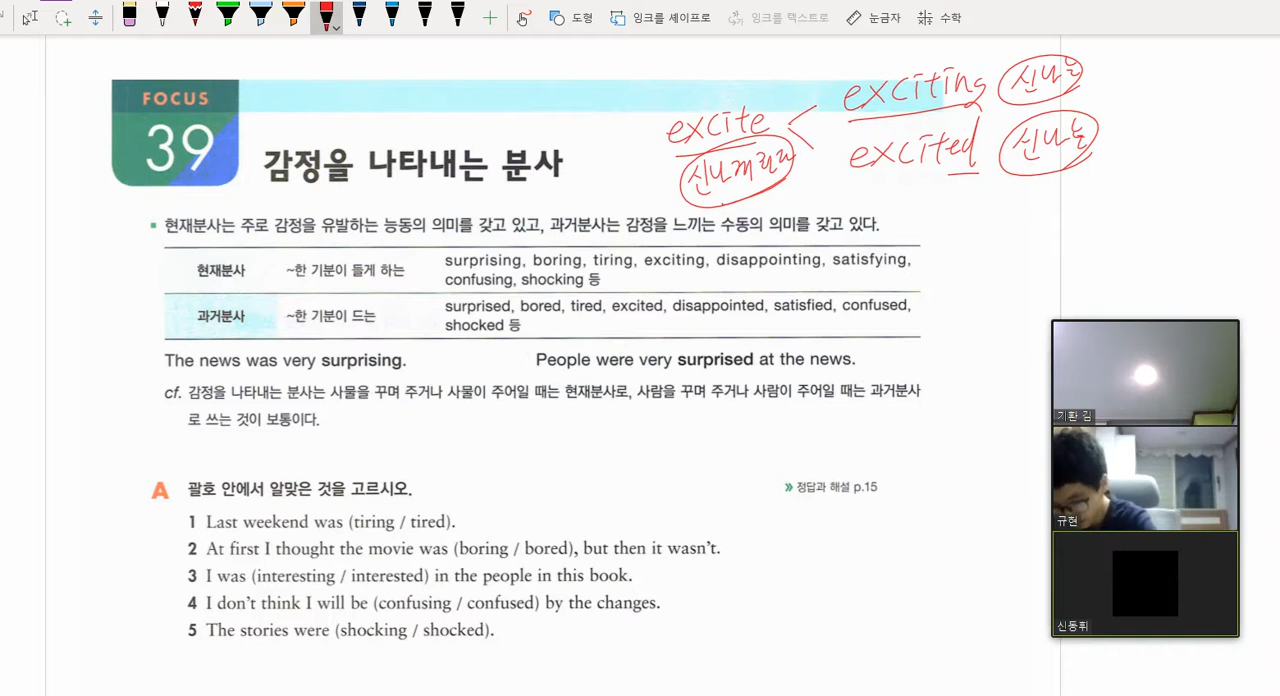 도형 잉크를 셰이프로 잉크를 텍스트로 눈금자 수학
FOCUS
39
감정을 나타내는 분사
excite
신나게 하다
exciting 신나는
excited 신나는
▪ 현재분사는 주로 감정을 유발하는 능동의 의미를 갖고 있고, 과거분사는 감정을 느끼는 수동의 의미를 갖고 있다.
현재분사 ~한 기분이 들게 하는 surprising, boring, tiring, exciting, disappointing, satisfying,
confusing, shocking 등
과거분사 ~한 기분이 드는 surprised, bored, tired, excited, disappointed, satisfied, confused,
shocked 등
The news was very surprising. People were very surprised at the news.
cf. 감정을 나타내는 분사는 사물을 꾸며 주거나 사물이 주어일 때는 현재분사로, 사람을 꾸며 주거나 사람이 주어일 때는 과거분사
로 쓰는 것이 보통이다.
A 괄호 안에서 알맞은 것을 고르시오.
» 정답과 해설 p.15
1 Last weekend was (tiring / tired).
2 At first I thought the movie was (boring / bored), but then it wasn't.
3 I was (interesting / interested) in the people in this book.
4 I don't think I will be (confusing / confused) by the changes.
5 The stories were (shocking / shocked).
기환 김
규현
신동휘